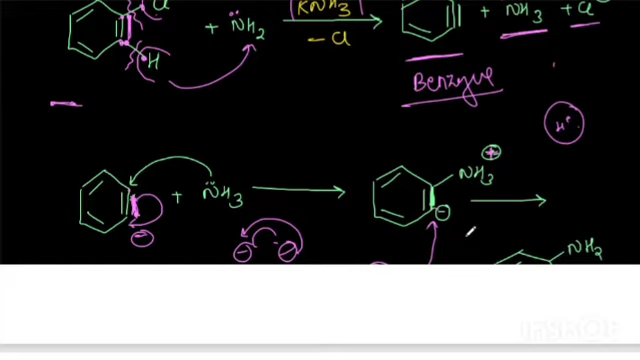 Cl
+ N̈H₂ KNH₃ + NH₃ + Cl
- Cl
H
Benzyne
H⁺
+ N̈H₃ NH₃ ⊕
⊖
⊖ ⊖ ⊖
NH₂